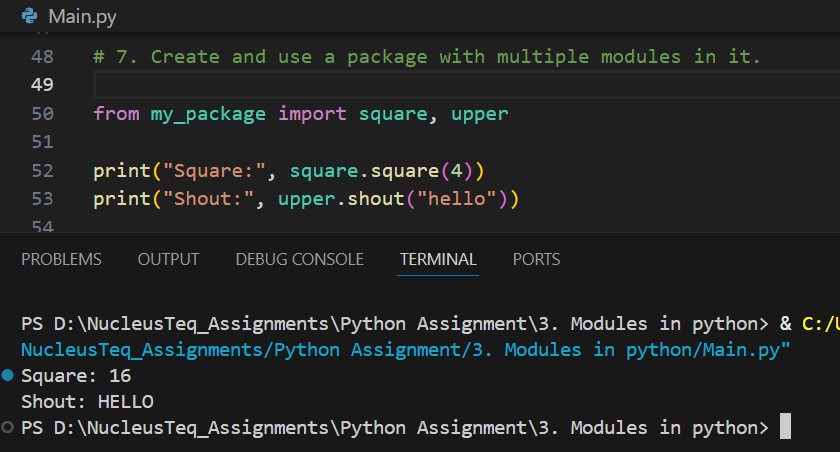 Main.py
48 # 7. Create and use a package with multiple modules in it.
49
50 from my_package import square, upper
51
52 print("Square:", square.square(4))
53 print("Shout:", upper.shout("hello"))
54
PROBLEMS OUTPUT DEBUG CONSOLE TERMINAL PORTS
PS D:\NucleusTeq_Assignments\Python Assignment\3. Modules in python> & C:/U
NucleusTeq_Assignments/Python Assignment/3. Modules in python/Main.py"
Square: 16
Shout: HELLO
PS D:\NucleusTeq_Assignments\Python Assignment\3. Modules in python>